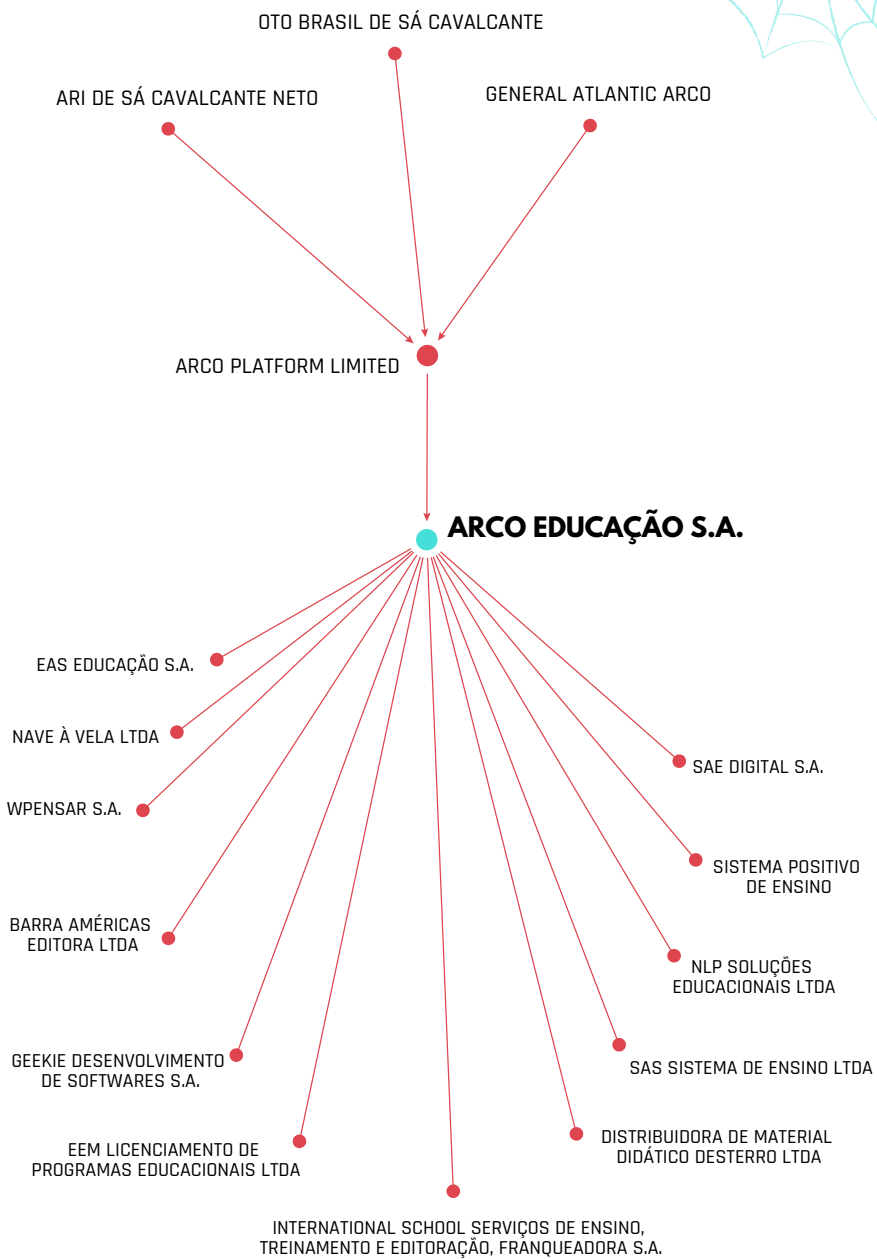 OTO BRASIL DE SÁ CAVALCANTE
ARI DE SÁ CAVALCANTE NETO
GENERAL ATLANTIC ARCO
ARCO PLATFORM LIMITED
ARCO EDUCAÇÃO S.A.
EAS EDUCAÇÃO S.A.
NAVE À VELA LTDA
WPENSAR S.A.
BARRA AMÉRICAS
EDITORA LTDA
GEEKIE DESENVOLVIMENTO
DE SOFTWARES S.A.
EEM LICENCIAMENTO DE
PROGRAMAS EDUCACIONAIS LTDA
INTERNATIONAL SCHOOL SERVIÇOS DE ENSINO,
TREINAMENTO E EDITORAÇÃO, FRANQUEADORA S.A.
DISTRIBUIDORA DE MATERIAL
DIDÁTICO DESTERRO LTDA
SAS SISTEMA DE ENSINO LTDA
NLP SOLUÇÕES
EDUCACIONAIS LTDA
SISTEMA POSITIVO
DE ENSINO
SAE DIGITAL S.A.